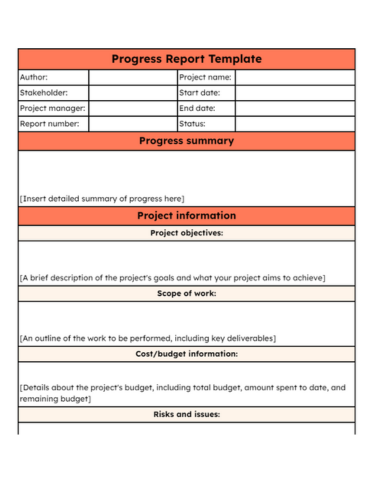 Progress Report Template
Author: Project name:
Stakeholder: Start date:
Project manager: End date:
Report number: Status:
Progress summary
[Insert detailed summary of progress here]
Project information
Project objectives:
[A brief description of the project's goals and what your project aims to achieve]
Scope of work:
[An outline of the work to be performed, including key deliverables]
Cost/budget information:
[Details about the project's budget, including total budget, amount spent to date, and
remaining budget]
Risks and issues: